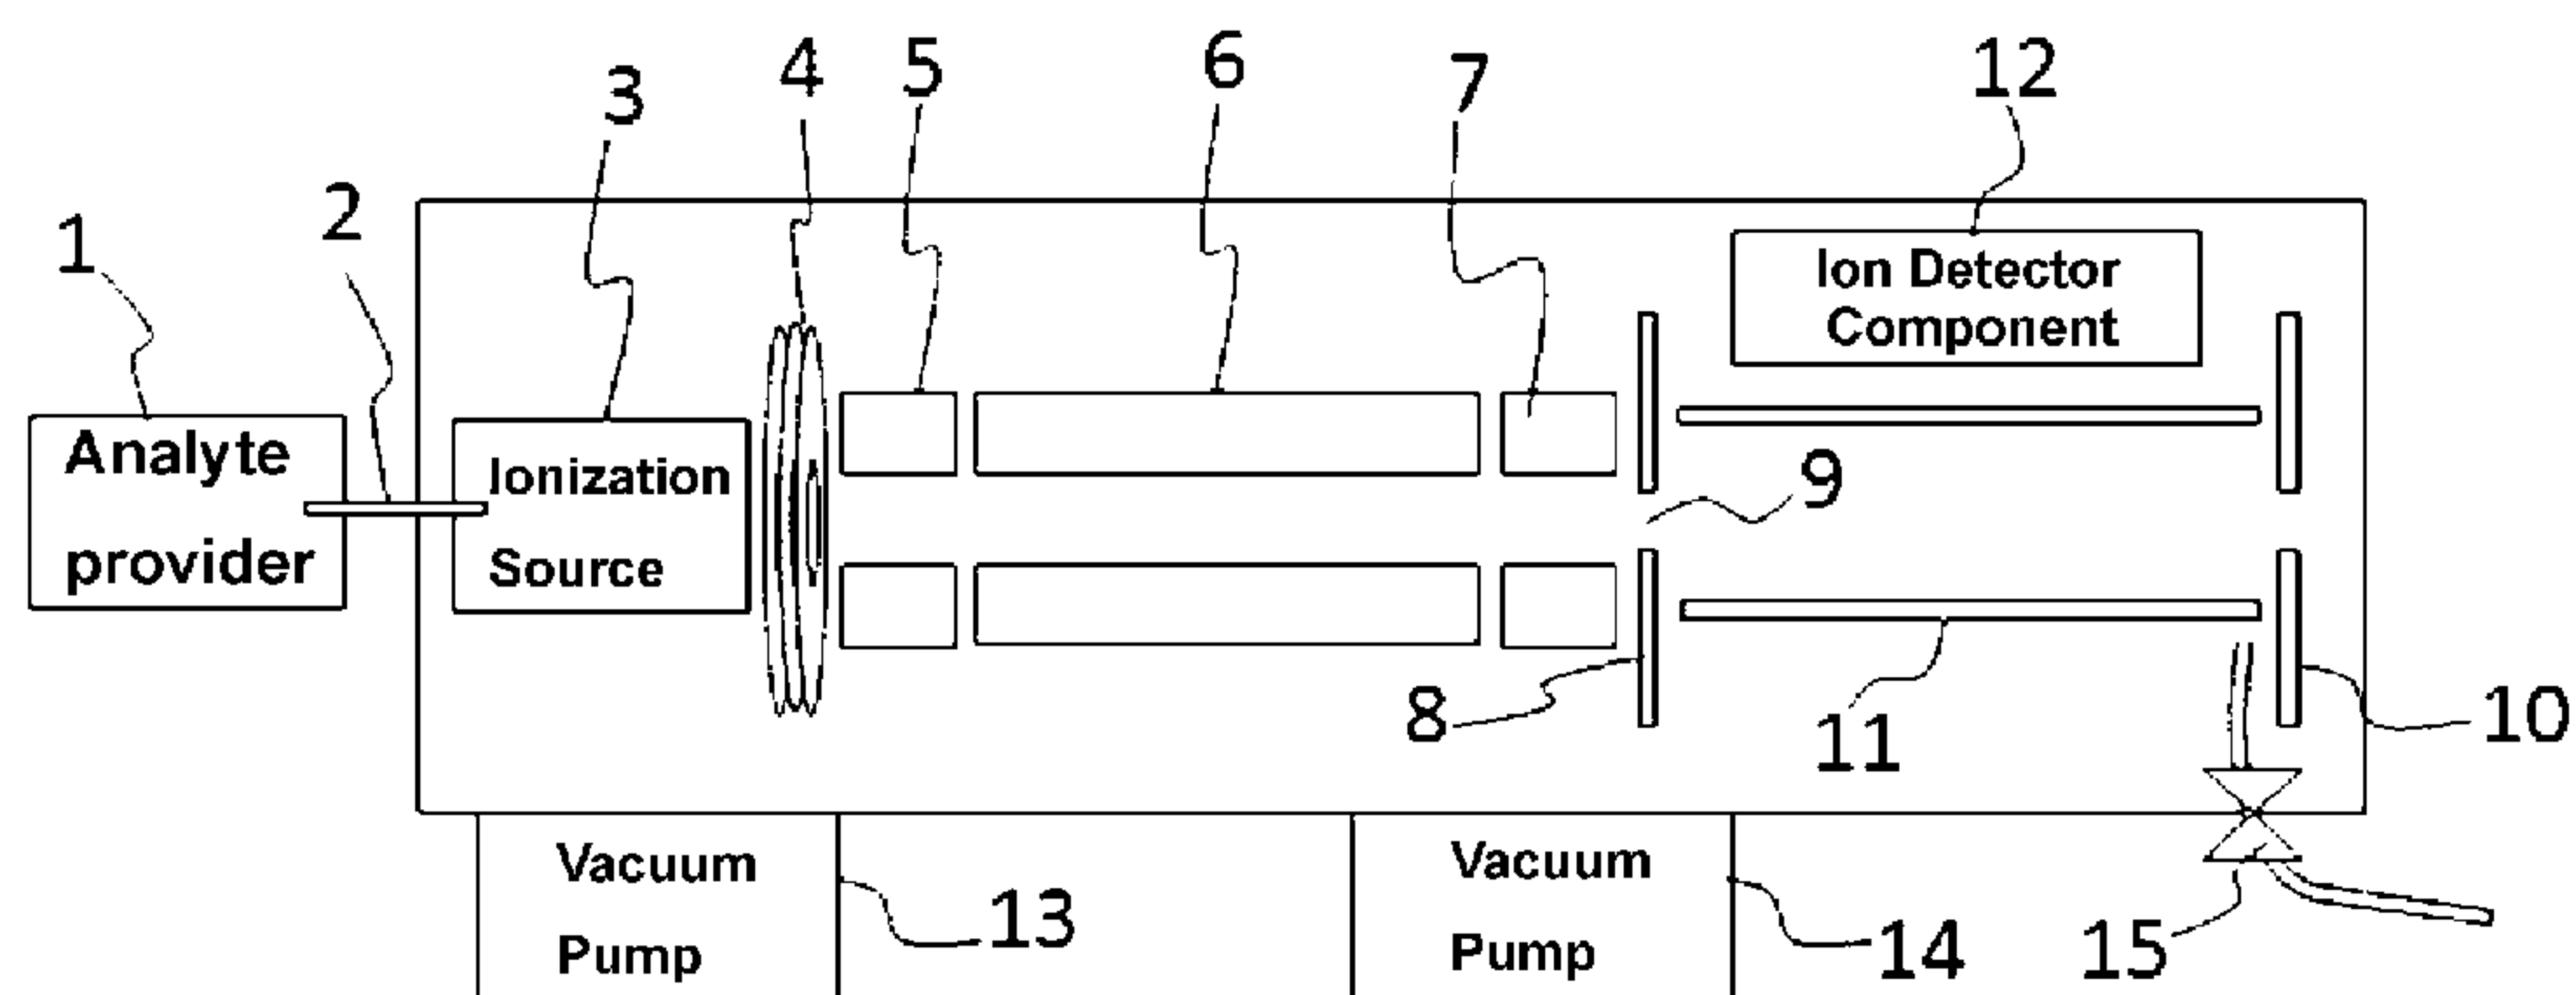 1
2
3
4
5
6
7
12
Analyte
provider
Ionization
Source
Ion Detector
Component
9
8
11
10
Vacuum
Pump
13
Vacuum
Pump
14
15